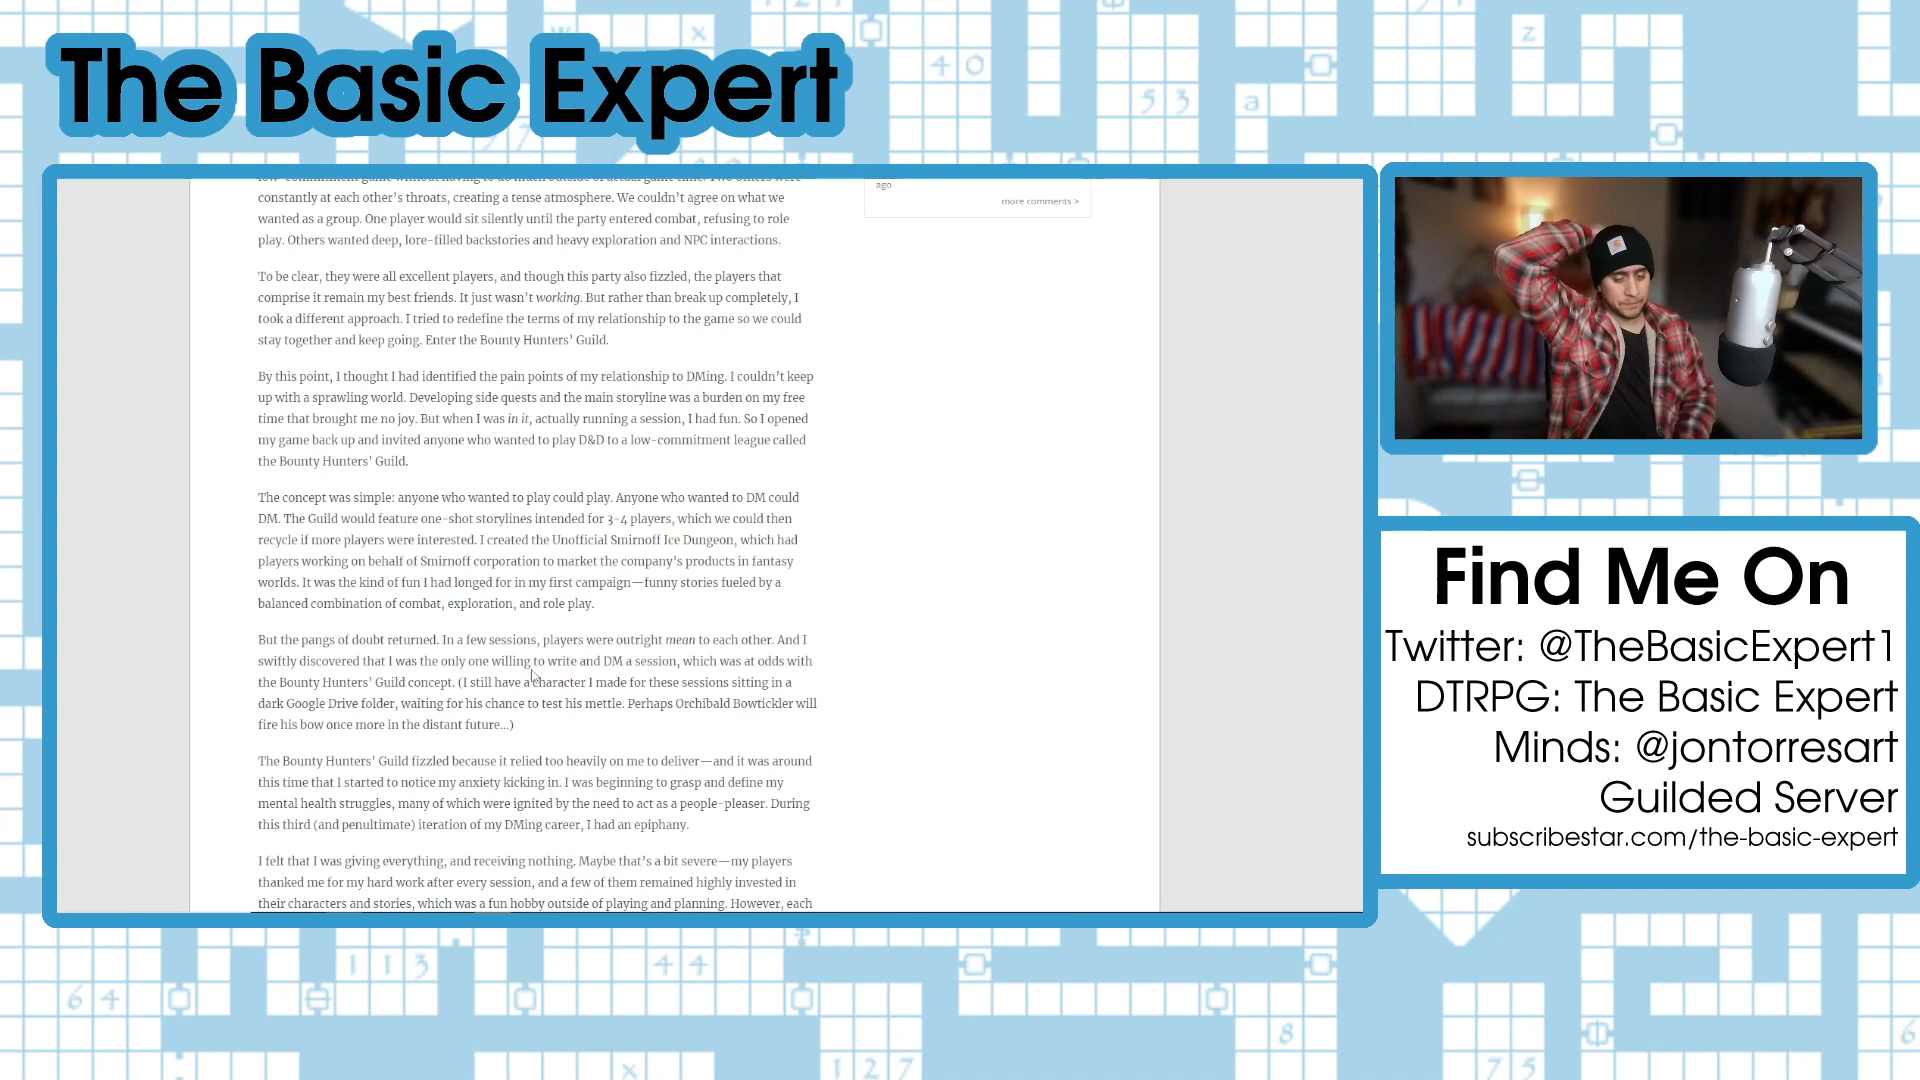 The Basic Expert
constantly at each other's throats, creating a tense atmosphere. We couldn't agree on what we
wanted as a group. One player would sit silently until the party entered combat, refusing to role
play. Others wanted deep, lore-filled backstories and heavy exploration and NPC interactions.
To be clear, they were all excellent players, and though this party also fizzled, the players that
comprise it remain my best friends. It just wasn't working. But rather than break up completely, I
took a different approach. I tried to redefine the terms of my relationship to the game so we could
stay together and keep going. Enter the Bounty Hunters' Guild.
By this point, I thought I had identified the pain points of my relationship to DMing. I couldn't keep
up with a sprawling world. Developing side quests and the main storyline was a burden on my free
time that brought me no joy. But when I was in it, actually running a session, I had fun. So I opened
my game back up and invited anyone who wanted to play D&D to a low-commitment league called
the Bounty Hunters' Guild.
The concept was simple: anyone who wanted to play could play. Anyone who wanted to DM could
DM. The Guild would feature one-shot storylines intended for 3-4 players, which we could then
recycle if more players were interested. I created the Unofficial Smirnoff Ice Dungeon, which had
players working on behalf of Smirnoff corporation to market the company's products in fantasy
worlds. It was the kind of fun I had longed for in my first campaign—funny stories fueled by a
balanced combination of combat, exploration, and role play.
But the pangs of doubt returned. In a few sessions, players were outright mean to each other. And I
swiftly discovered that I was the only one willing to write and DM a session, which was at odds with
the Bounty Hunters' Guild concept. (I still have a character I made for these sessions sitting in a
dark Google Drive folder, waiting for his chance to test his mettle. Perhaps Orchibald Bowtickler will
fire his bow once more in the distant future...)
The Bounty Hunters' Guild fizzled because it relied too heavily on me to deliver—and it was around
this time that I started to notice my anxiety kicking in. I was beginning to grasp and define my
mental health struggles, many of which were ignited by the need to act as a people-pleaser. During
this third (and penultimate) iteration of my DMing career, I had an epiphany.
I felt that I was giving everything, and receiving nothing. Maybe that's a bit severe—my players
thanked me for my hard work after every session, and a few of them remained highly invested in
their characters and stories, which was a fun hobby outside of playing and planning. However, each
ago
more comments >
Find Me On
Twitter: @TheBasicExpert1
DTRPG: The Basic Expert
Minds: @jontorresart
Guilded Server
subscribestar.com/the-basic-expert
x
z
40
53
a
113
44
64
8
x
127
75
6